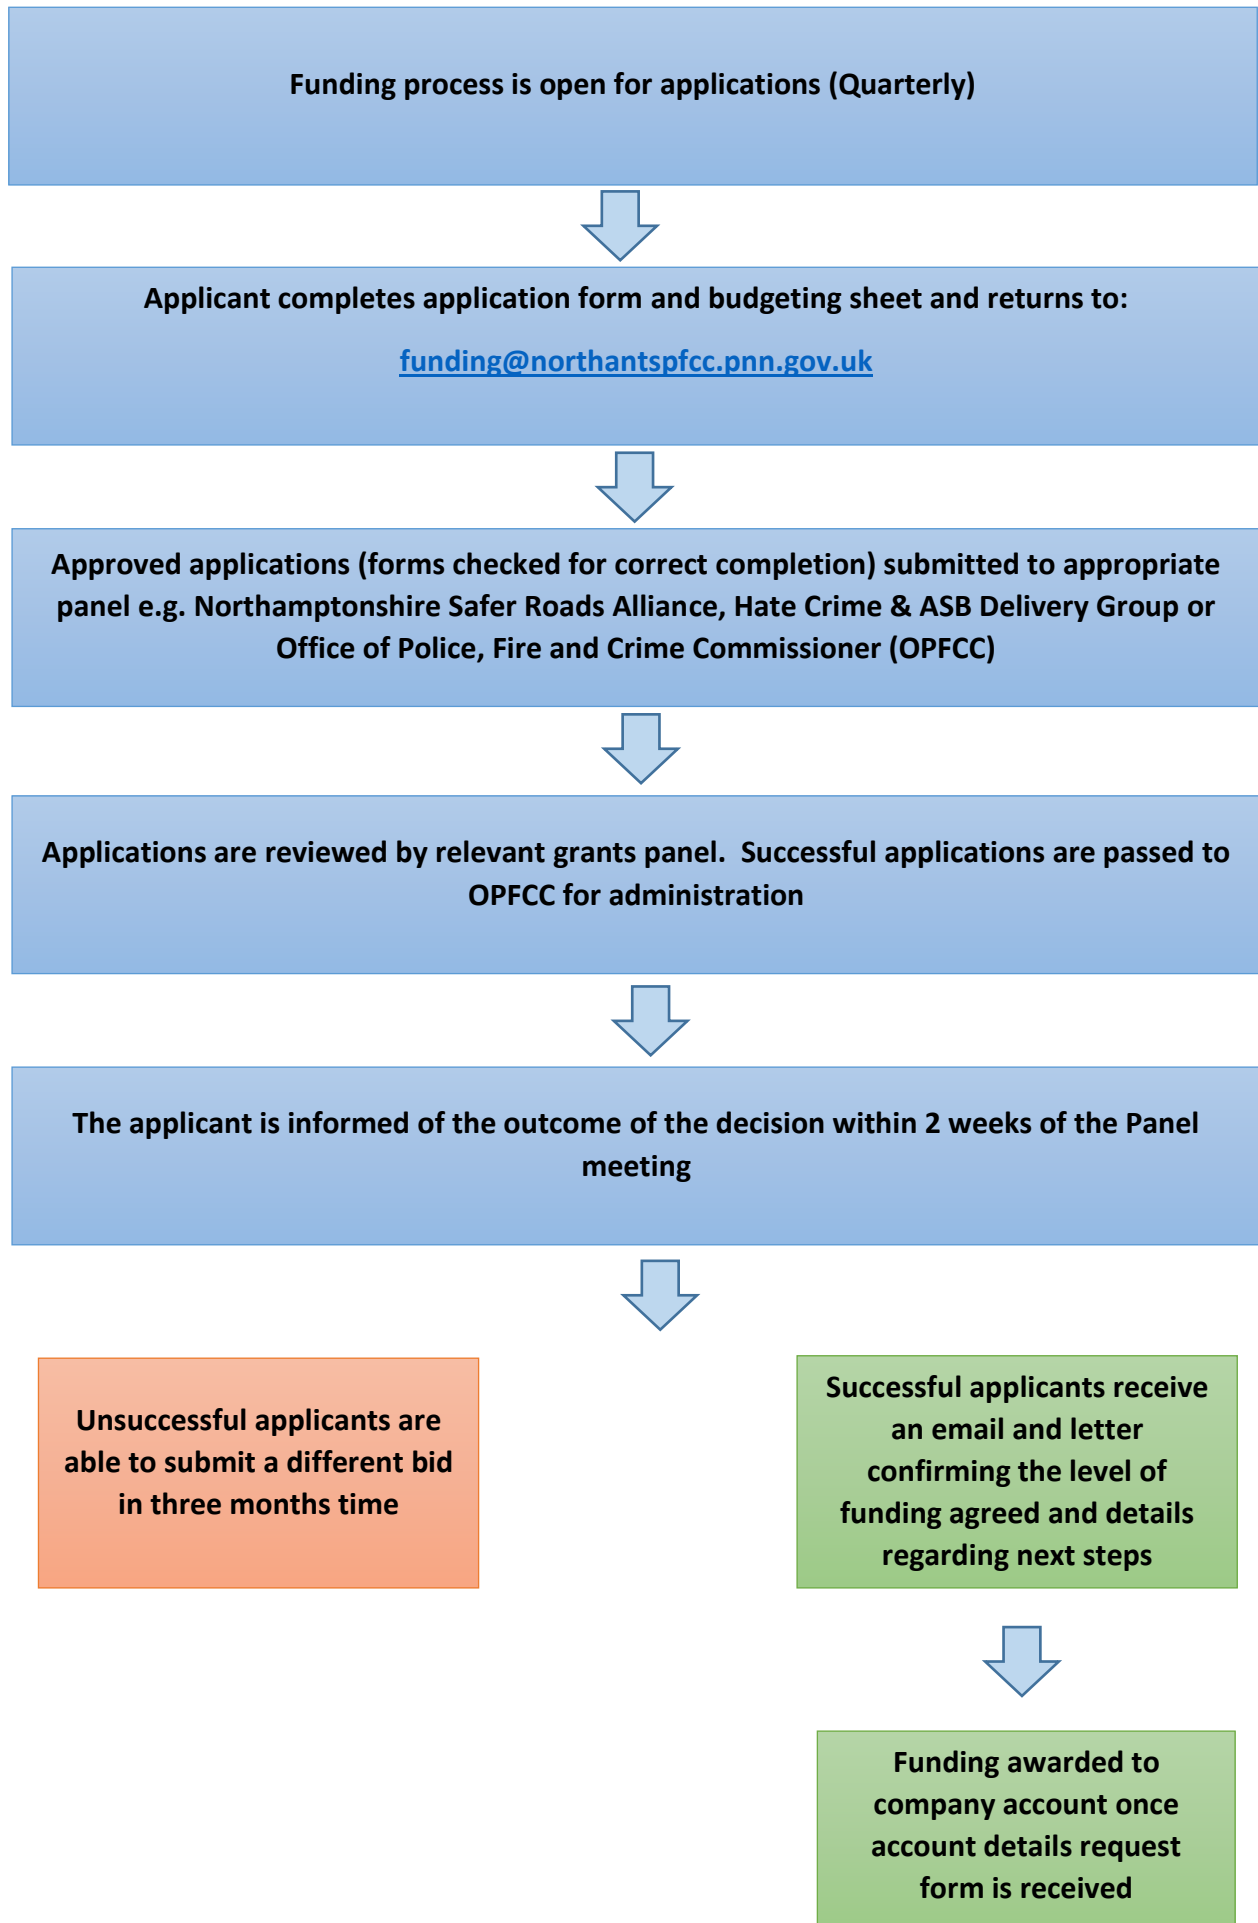 Funding process is open for applications (Quarterly)
Applicant completes application form and budgeting sheet and returns to:
funding@northantspfcc.pnn.gov.uk
Approved applications (forms checked for correct completion) submitted to appropriate
panel e.g. Northamptonshire Safer Roads Alliance, Hate Crime & ASB Delivery Group or
Office of Police, Fire and Crime Commissioner (OPFCC)
Applications are reviewed by relevant grants panel.  Successful applications are passed to
OPFCC for administration
The applicant is informed of the outcome of the decision within 2 weeks of the Panel
meeting
Unsuccessful applicants are
able to submit a different bid
in three months time
Successful applicants receive
an email and letter
confirming the level of
funding agreed and details
regarding next steps
Funding awarded to
company account once
account details request
form is received